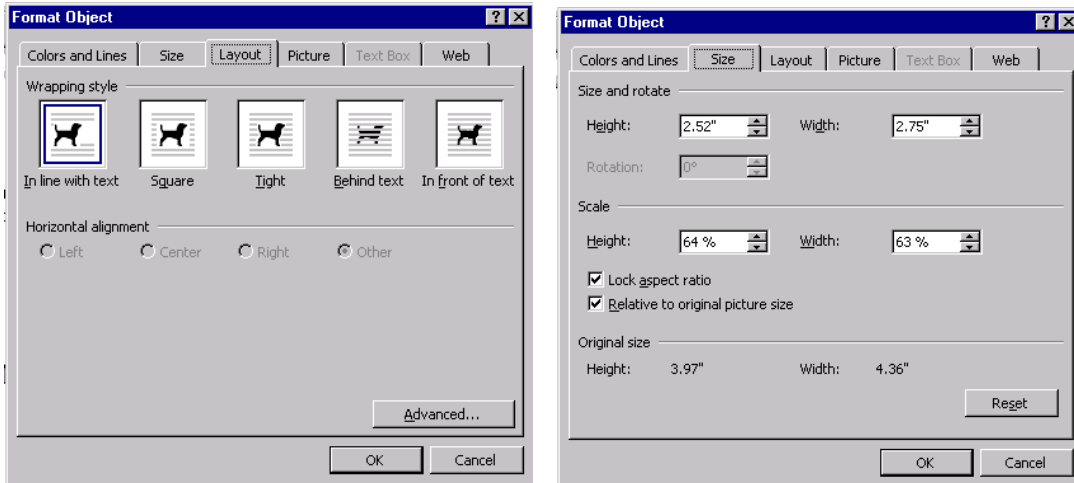 Format Object
Colors and Lines Size Layout Picture Text Box Web
Wrapping style
In line with text Square Tight Behind text In front of text
Horizontal alignment
Left Center Right Other
Advanced...
OK Cancel
Format Object
Colors and Lines Size Layout Picture Text Box Web
Size and rotate
Height: 2.52" Width: 2.75"
Rotation: 0°
Scale
Height: 64 % Width: 63 %
Lock aspect ratio
Relative to original picture size
Original size
Height: 3.97" Width: 4.36"
Reset
OK Cancel